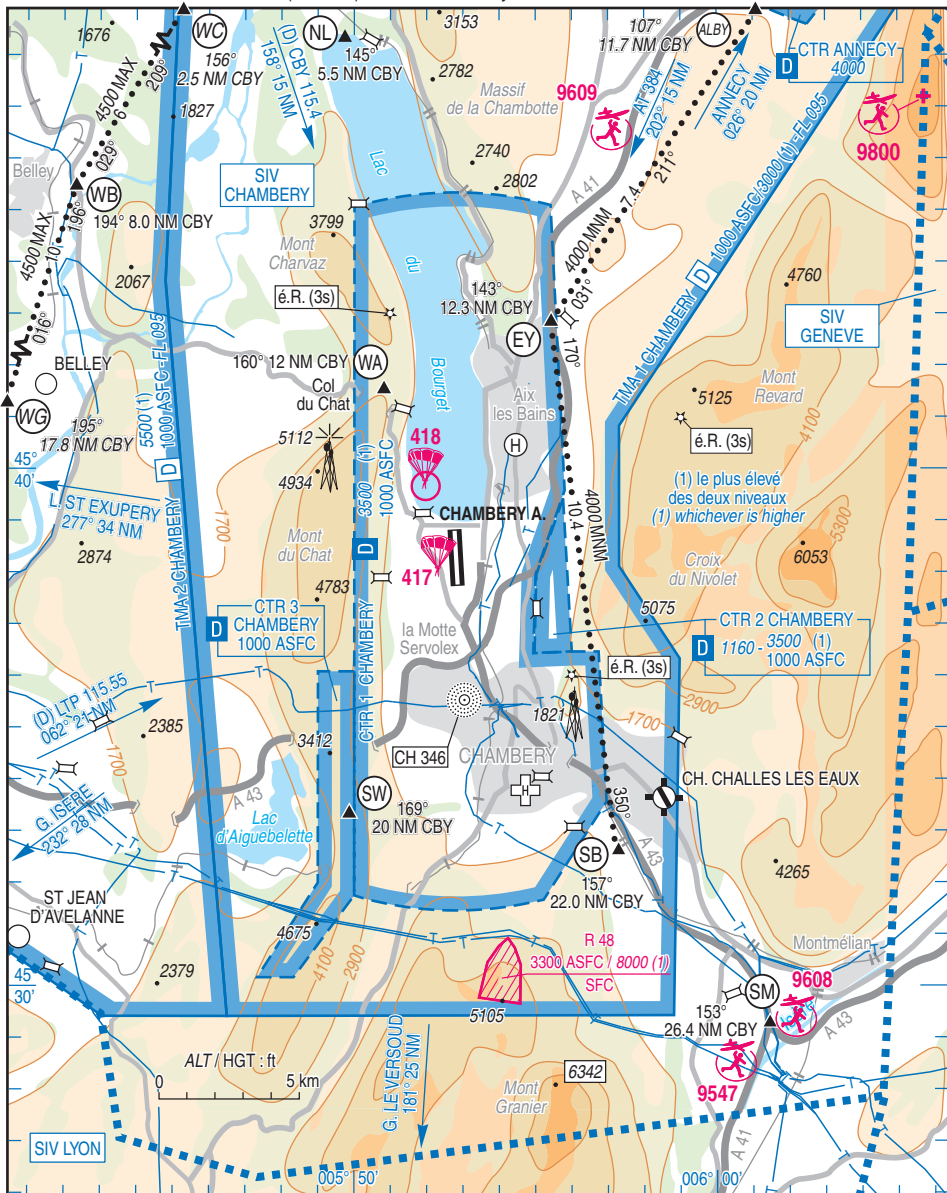 1676
WC
156°
2.5 NM CBY
NL
145°
5.5 NM CBY
3153
107°
11.7 NM CBY
ALBY
CTR ANNECY
4000
D
4500 MAX
6
209°
029°
1827
(D) CBY 115.4
158° 15 NM
2782
Massif
de la Chambotte
9609
AT 384
202° 15 NM
ANNECY
026° 20 NM
9800
Belley
WB
196°
194° 8.0 NM CBY
SIV
CHAMBERY
Lac
2740
2802
A 41
7.4
211°
4000 MNM
031°
TMA 1 CHAMBERY D 1000 ASFC/3000 (1) - FL 095
4500 MAX
10
016°
2067
3799
Mont
Charvaz
du
143°
12.3 NM CBY
4760
é.R. (3s)
EY
170°
SIV
GENEVE
BELLEY
160° 12 NM CBY
WA
Col
du Chat
Bourget
Aix
les Bains
Mont
Revard
5125
4100
WG
195°
17.8 NM CBY
5500 (1)
1000 ASFC - FL 095
D
TMA 2 CHAMBERY
5112
4934
418
H
é.R. (3s)
45°
40'
L. ST EXUPERY
277° 34 NM
1700
3500 (1)
1000 ASFC
D
CTR 1 CHAMBERY
CHAMBERY A.
4000 MNM
10.4
(1) le plus élevé
des deux niveaux
(1) whichever is higher
5300
2874
Mont
du Chat
417
6053
Croix
du Nivolet
4783
5075
CTR 3
CHAMBERY
1000 ASFC
D
la Motte
Servolex
CTR 2 CHAMBERY
D
1160 - 3500 (1)
1000 ASFC
é.R. (3s)
2900
(D) LTP 115.55
062° 21 NM
2385
1700
3412
CH 346
1821
1700
CHAMBERY
A 43
SW
169°
20 NM CBY
H
350°
CH. CHALLES LES EAUX
G. ISERE
232° 28 NM
Lac
d'Aiguebelette
SB
157°
22.0 NM CBY
A 43
4265
ST JEAN
D'AVELANNE
4675
4100
2900
R 48
3300 ASFC / 8000 (1)
SFC
Montmélian
45°
30'
2379
5105
SM
9608
153°
26.4 NM CBY
A 43
ALT / HGT : ft
0
5 km
G. LE VERSOUD
181° 25 NM
Mont
Granier
6342
9547
A 41
SIV LYON
005° 50'
006° 00'